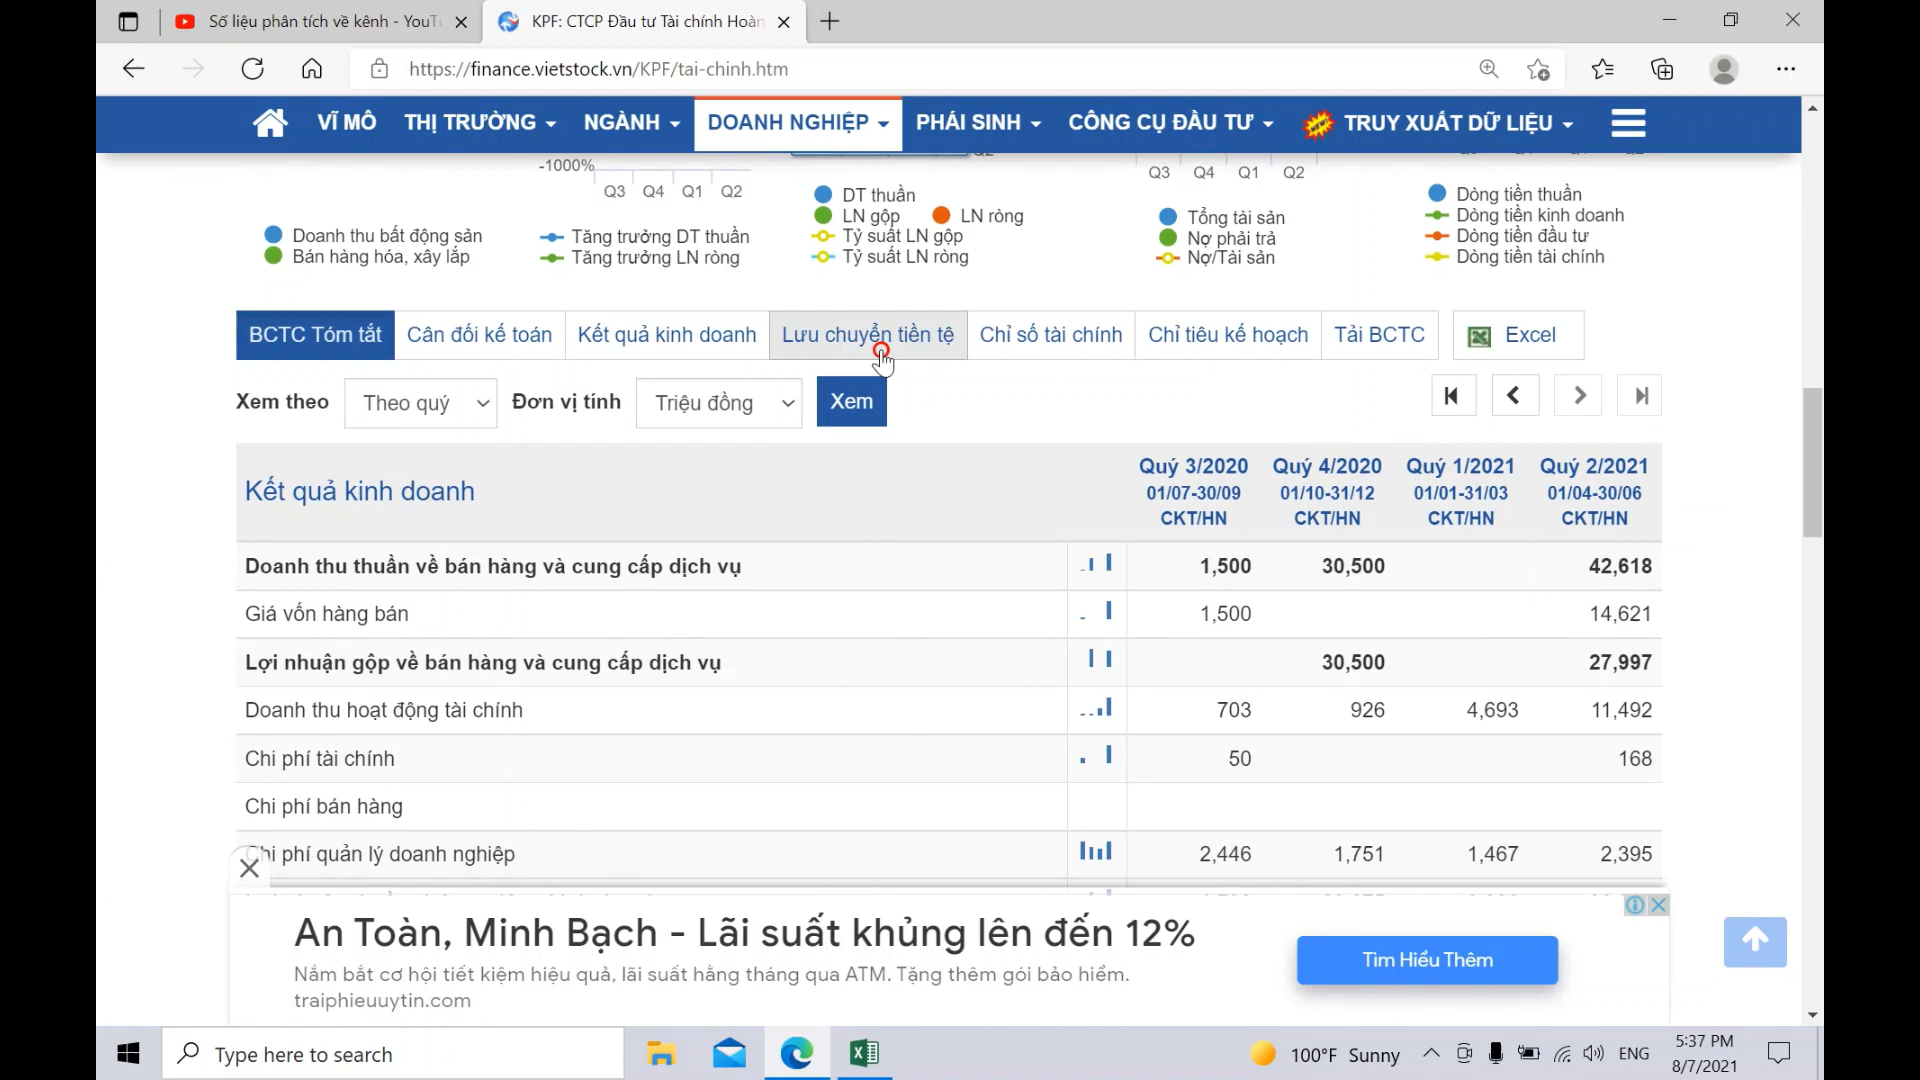 Số liệu phân tích về kênh - YouTu
KPF: CTCP Đầu tư Tài chính Hoàn
https://finance.vietstock.vn/KPF/tai-chinh.htm
VĨ MÔ THỊ TRƯỜNG NGÀNH DOANH NGHIỆP PHÁI SINH CÔNG CỤ ĐẦU TƯ TRUY XUẤT DỮ LIỆU
-1000%
Q3 Q4 Q1 Q2
Doanh thu bất động sản
Bán hàng hóa, xây lắp
Tăng trưởng DT thuần
Tăng trưởng LN ròng
Q2
DT thuần
LN gộp LN ròng
Tỷ suất LN gộp
Tỷ suất LN ròng
Q3 Q4 Q1 Q2
Tổng tài sản
Nợ phải trả
Nợ/Tài sản
Dòng tiền thuần
Dòng tiền kinh doanh
Dòng tiền đầu tư
Dòng tiền tài chính
BCTC Tóm tắt Cân đối kế toán Kết quả kinh doanh Lưu chuyển tiền tệ Chỉ số tài chính Chỉ tiêu kế hoạch Tải BCTC Excel
Xem theo Theo quý Đơn vị tính Triệu đồng Xem
Kết quả kinh doanh
Quý 3/2020 Quý 4/2020 Quý 1/2021 Quý 2/2021
01/07-30/09 01/10-31/12 01/01-31/03 01/04-30/06
CKT/HN CKT/HN CKT/HN CKT/HN
Doanh thu thuần về bán hàng và cung cấp dịch vụ 1,500 30,500 42,618
Giá vốn hàng bán 1,500 14,621
Lợi nhuận gộp về bán hàng và cung cấp dịch vụ 30,500 27,997
Doanh thu hoạt động tài chính 703 926 4,693 11,492
Chi phí tài chính 50 168
Chi phí bán hàng
Chi phí quản lý doanh nghiệp 2,446 1,751 1,467 2,395
An Toàn, Minh Bạch - Lãi suất khủng lên đến 12%
Nắm bắt cơ hội tiết kiệm hiệu quả, lãi suất hằng tháng qua ATM. Tặng thêm gói bảo hiểm.
traiphieuuytin.com
Tìm Hiểu Thêm
Type here to search
100°F Sunny
ENG
5:37 PM
8/7/2021